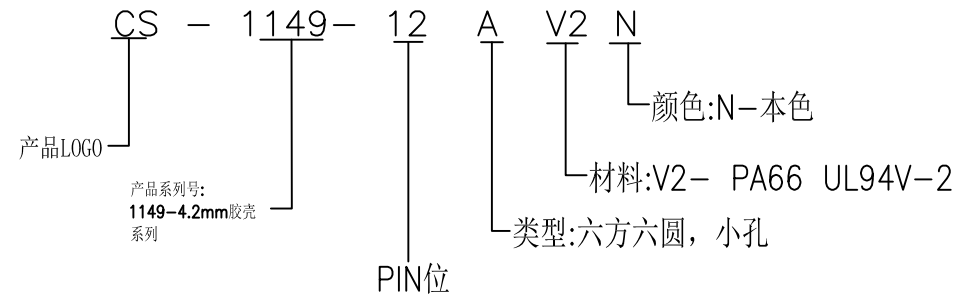 CS - 1149- 12 A V2 N
颜色:N-本色
产品LOGO
材料:V2- PA66 UL94V-2
产品系列号:
1149-4.2mm胶壳
系列
类型:六方六圆，小孔
PIN位